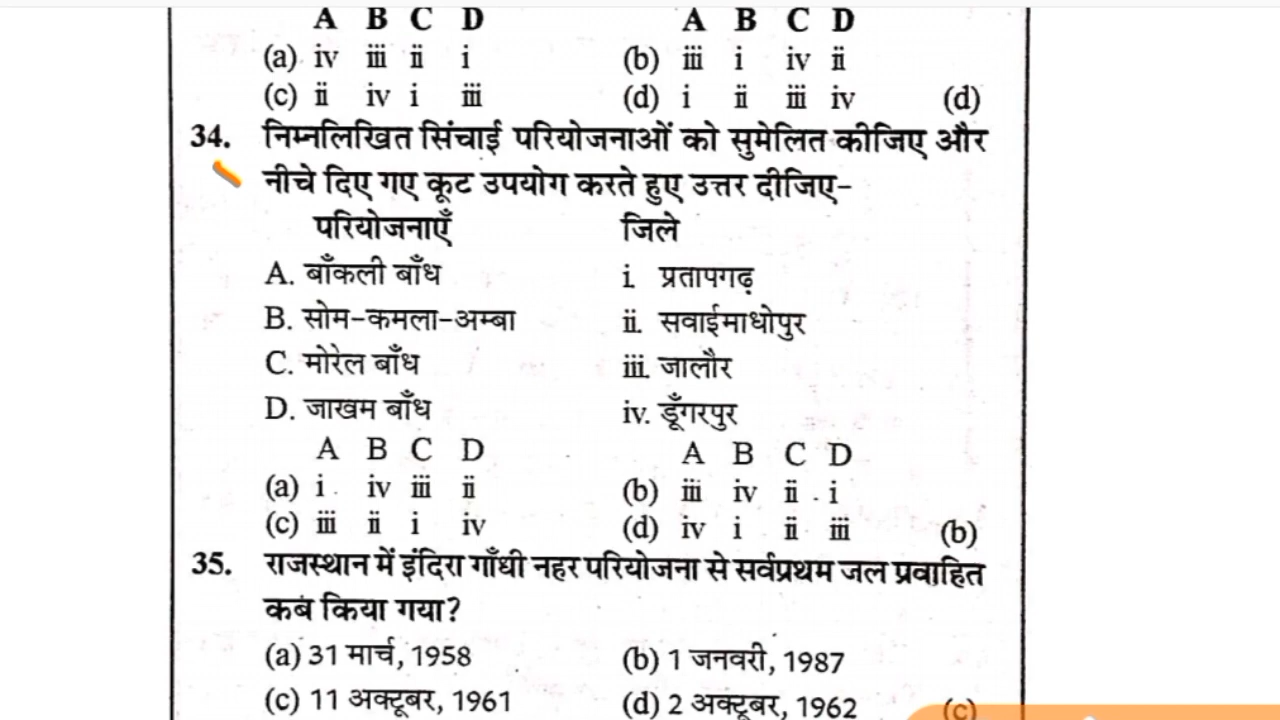 A B C D A B C D
(a) iv iii ii i (b) iii i iv ii
(c) ii iv i iii (d) i ii iii iv (d)
34. निम्नलिखित सिंचाई परियोजनाओं को सुमेलित कीजिए और
नीचे दिए गए कूट उपयोग करते हुए उत्तर दीजिए-
परियोजनाएँ जिले
A. बाँकली बाँध i. प्रतापगढ़
B. सोम-कमला-अम्बा ii. सवाईमाधोपुर
C. मोरेल बाँध iii. जालौर
D. जाखम बाँध iv. डूँगरपुर
A B C D A B C D
(a) i iv iii ii (b) iii iv ii i
(c) iii ii i iv (d) iv i ii iii (b)
35. राजस्थान में इंदिरा गाँधी नहर परियोजना से सर्वप्रथम जल प्रवाहित
कब किया गया?
(a) 31 मार्च, 1958 (b) 1 जनवरी, 1987
(c) 11 अक्टूबर, 1961 (d) 2 अक्टूबर, 1962 (c)